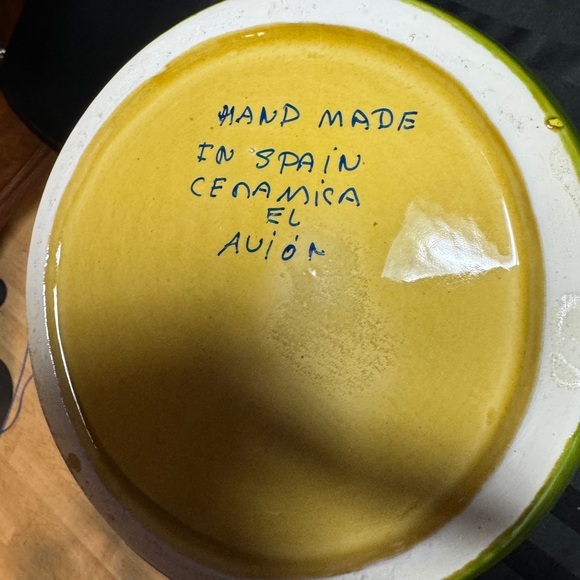 HAND MADE
IN SPAIN
CERAMICA
EL
AVIÓN